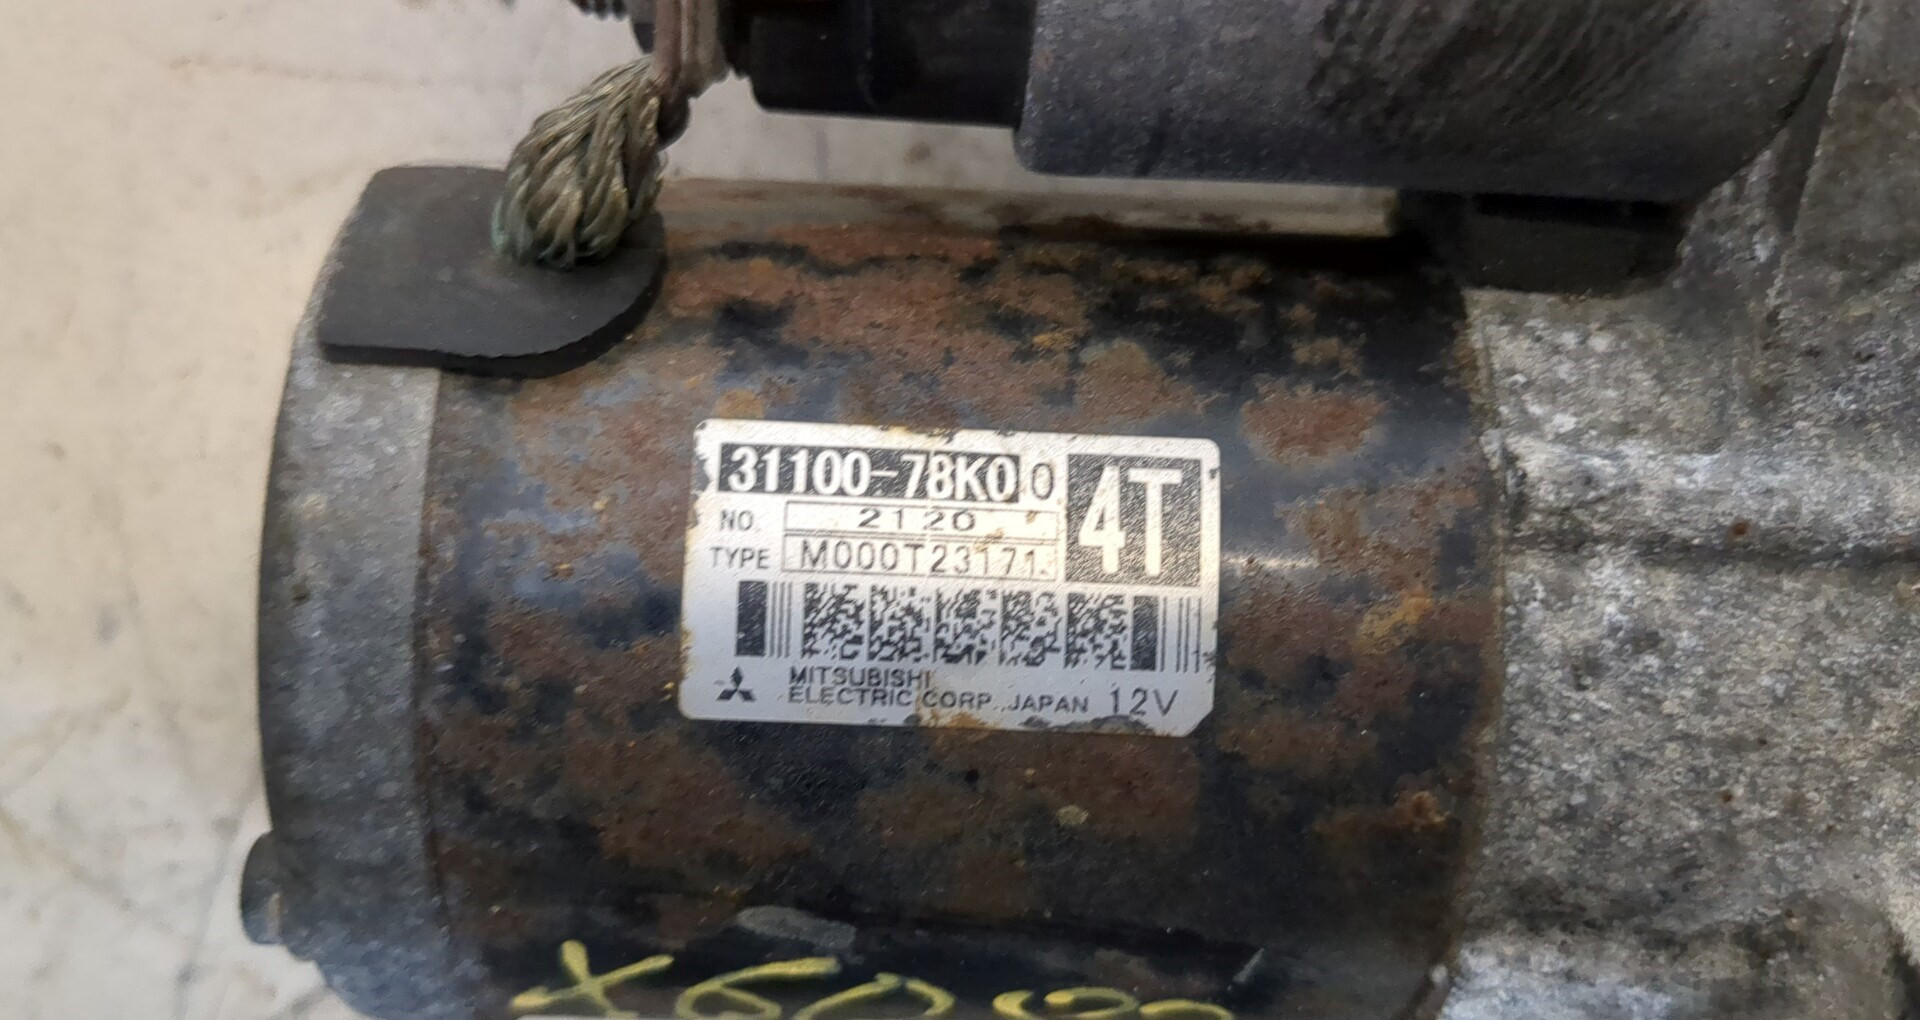 31100-78K00
4T
NO. 2120
TYPE M000T23171
MITSUBISHI
ELECTRIC CORP. JAPAN 12V